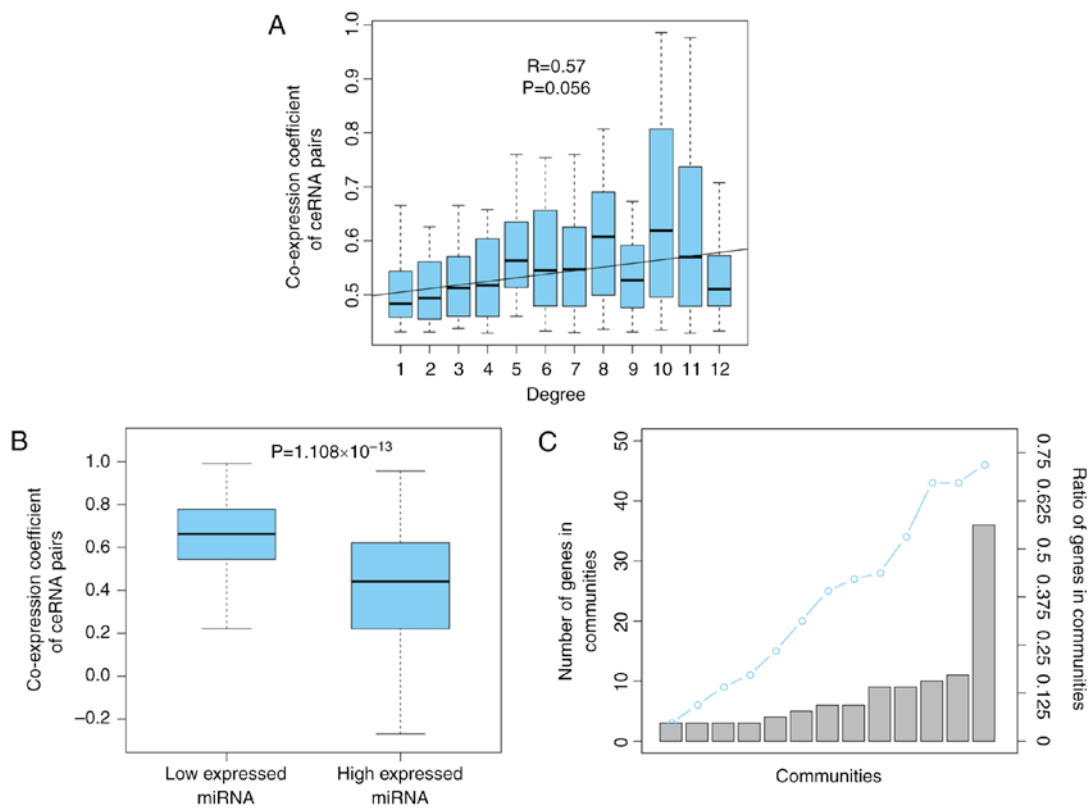 A
Co-expression coefficient
of ceRNA pairs
1.0
0.9
0.8
0.7
0.6
0.5
R=0.57
P=0.056
1 2 3 4 5 6 7 8 9 10 11 12
Degree
B
Co-expression coefficient
of ceRNA pairs
1.0
0.8
0.6
0.4
0.2
0.0
−0.2
P=1.108×10−13
Low expressed
miRNA
High expressed
miRNA
C
Number of genes in
communities
50
40
30
20
10
0
Communities
0.75
0.625
0.5
0.375
0.25
0.125
0
Ratio of genes in communities